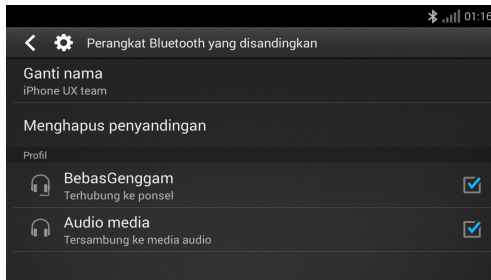 01:16
Perangkat Bluetooth yang disandingkan
Ganti nama
iPhone UX team
Menghapus penyandingan
Profil
BebasGenggam
Terhubung ke ponsel
Audio media
Tersambung ke media audio